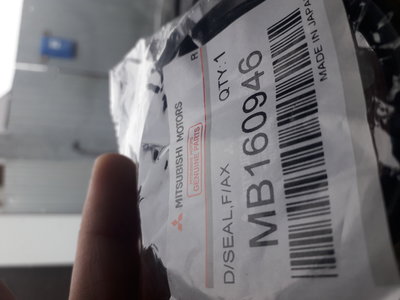 MITSUBISHI MOTORS
GENUINE PARTS
R
D/SEAL,F/AX QTY:1
MB160946
MADE IN JAPAN